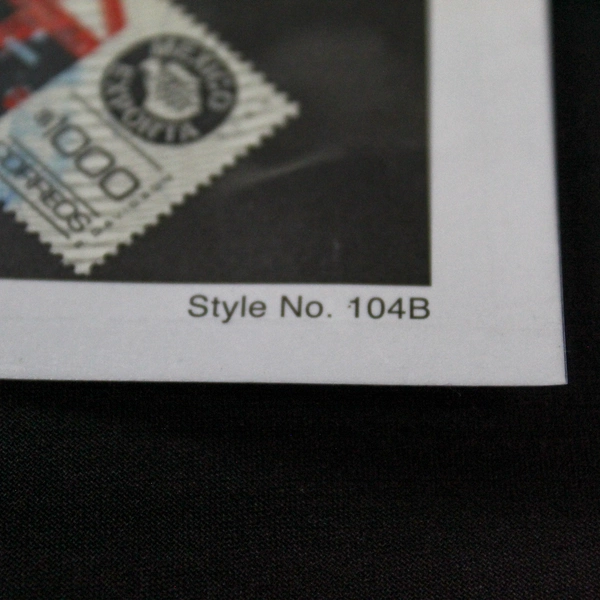 MEXICO
EXPORTA
$1000
CORREOS
Style No. 104B